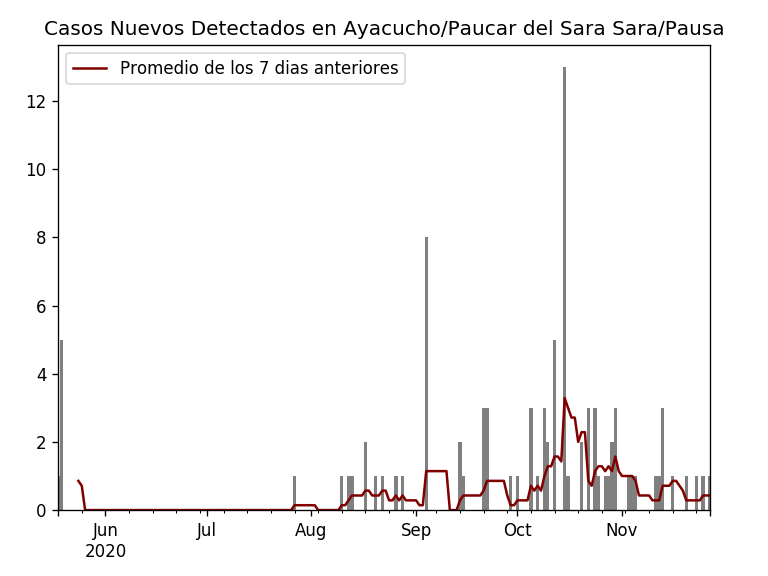 Casos Nuevos Detectados en Ayacucho/Paucar del Sara Sara/Pausa
Promedio de los 7 dias anteriores
12
10
8
6
4
2
0
Jun Jul Aug Sep Oct Nov
2020